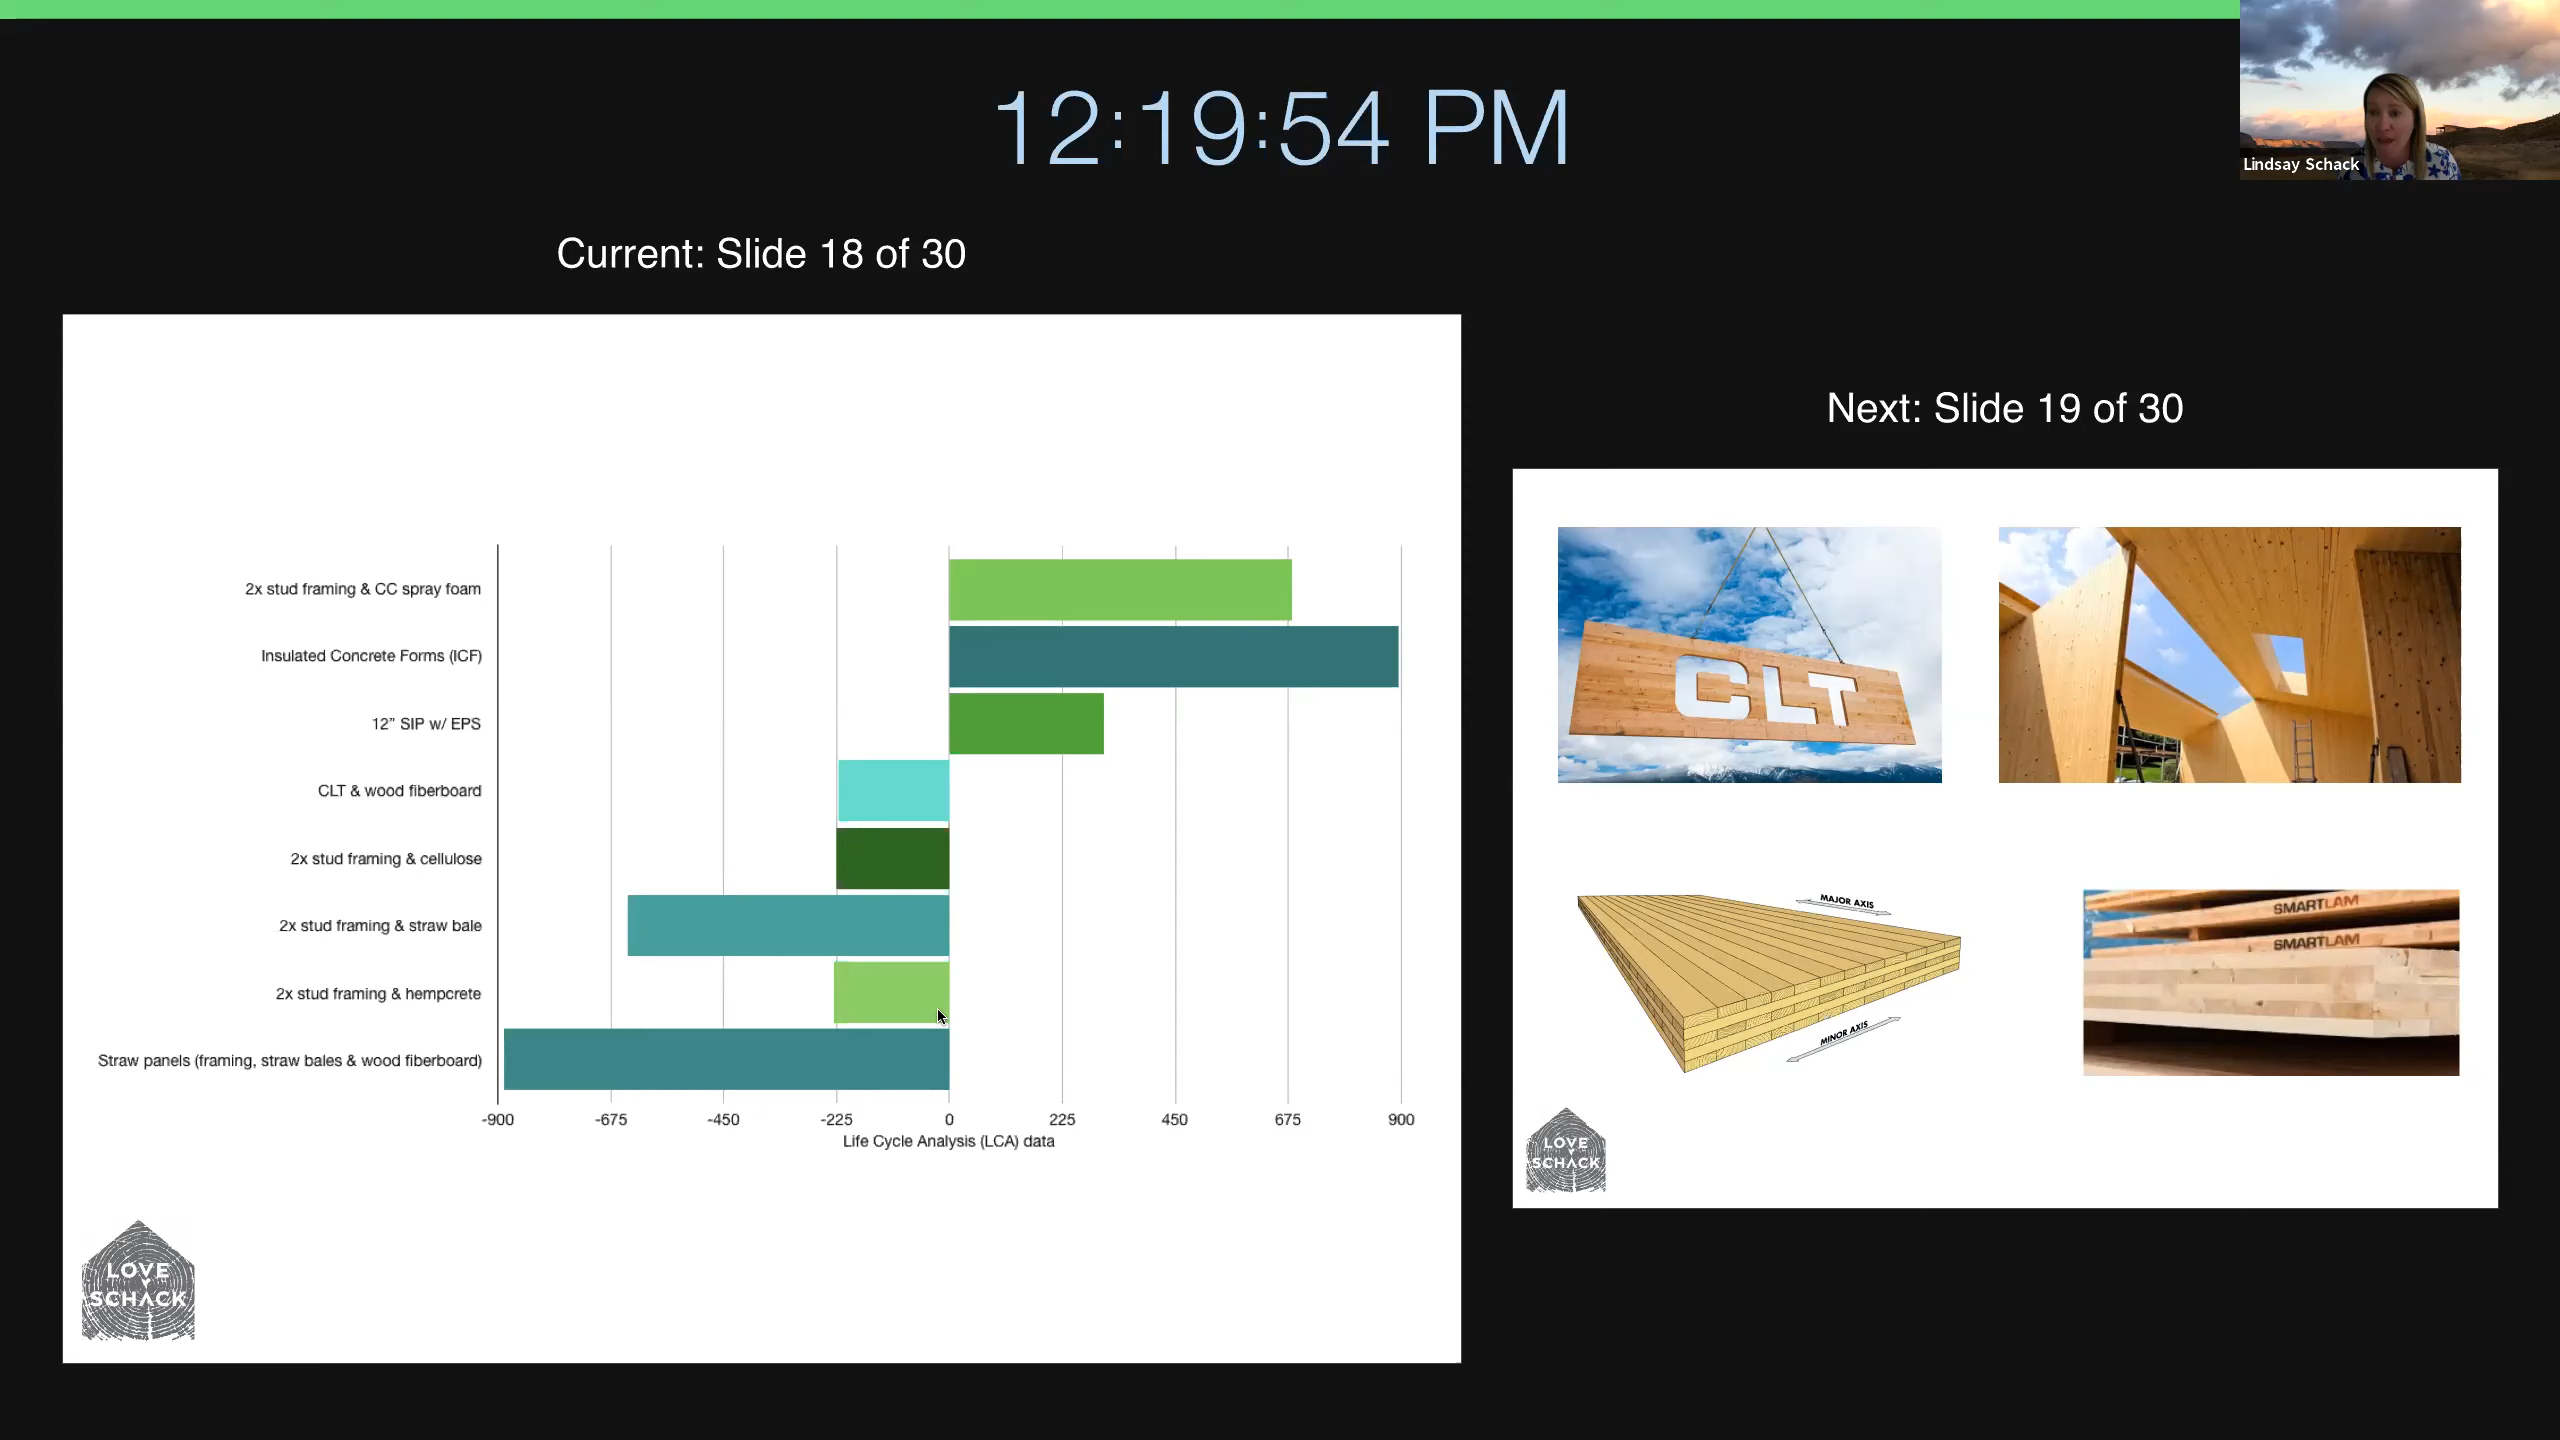 12:19:54 PM
Lindsay Schack
Current: Slide 18 of 30
2x stud framing & CC spray foam
Insulated Concrete Forms (ICF)
12” SIP w/ EPS
CLT & wood fiberboard
2x stud framing & cellulose
2x stud framing & straw bale
2x stud framing & hempcrete
Straw panels (framing, straw bales & wood fiberboard)
-900 -675 -450 -225 0 225 450 675 900
Life Cycle Analysis (LCA) data
LOVE
SCHACK
Next: Slide 19 of 30
CLT
MAJOR AXIS
MINOR AXIS
SMARTLAM
SMARTLAM
LOVE
SCHACK